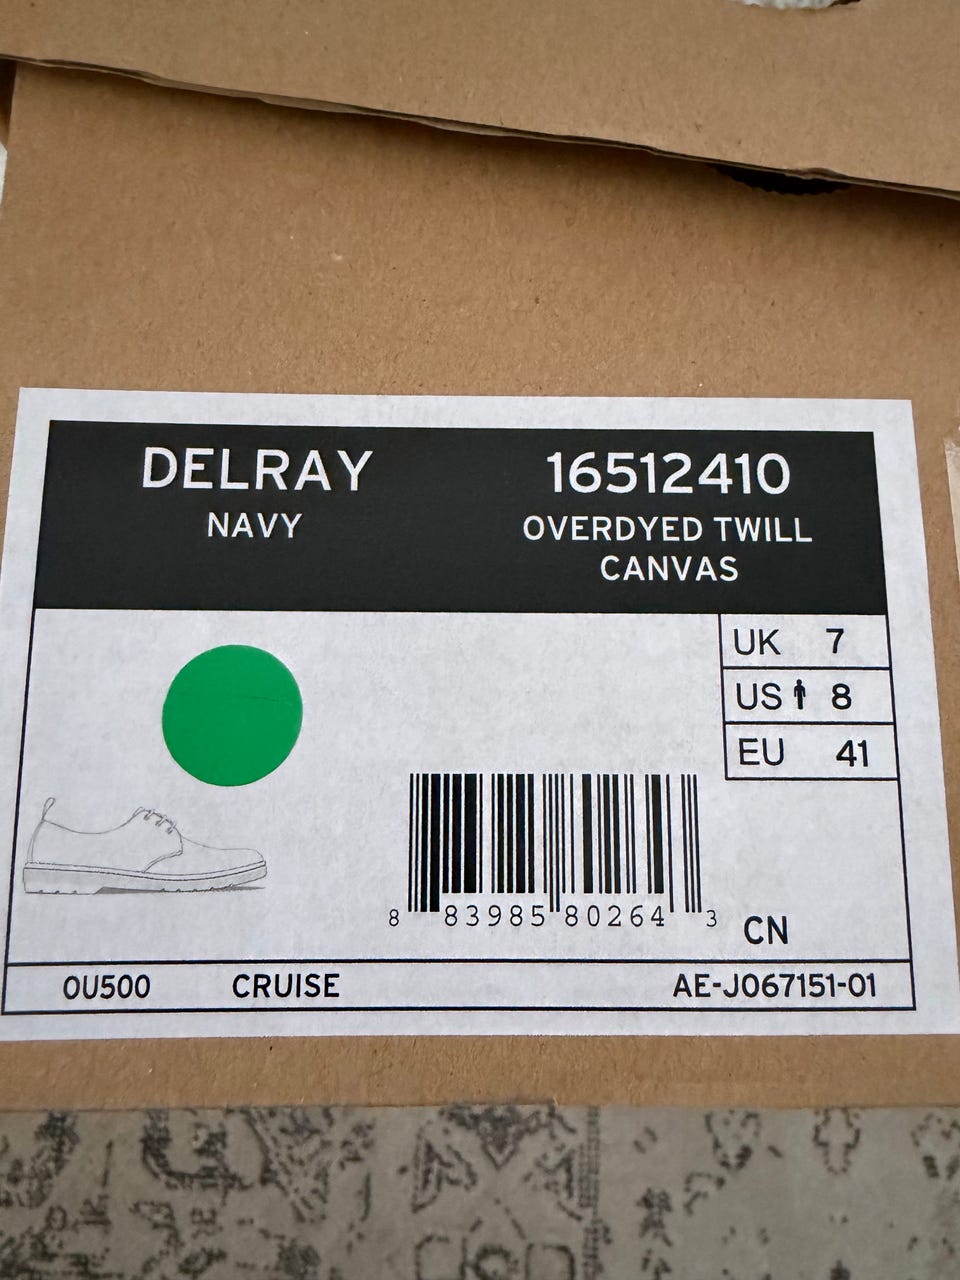 DELRAY
NAVY
16512410
OVERDYED TWILL
CANVAS
UK 7
US 8
EU 41
8 83985 80264 3
CN
OU500 CRUISE AE-J067151-01